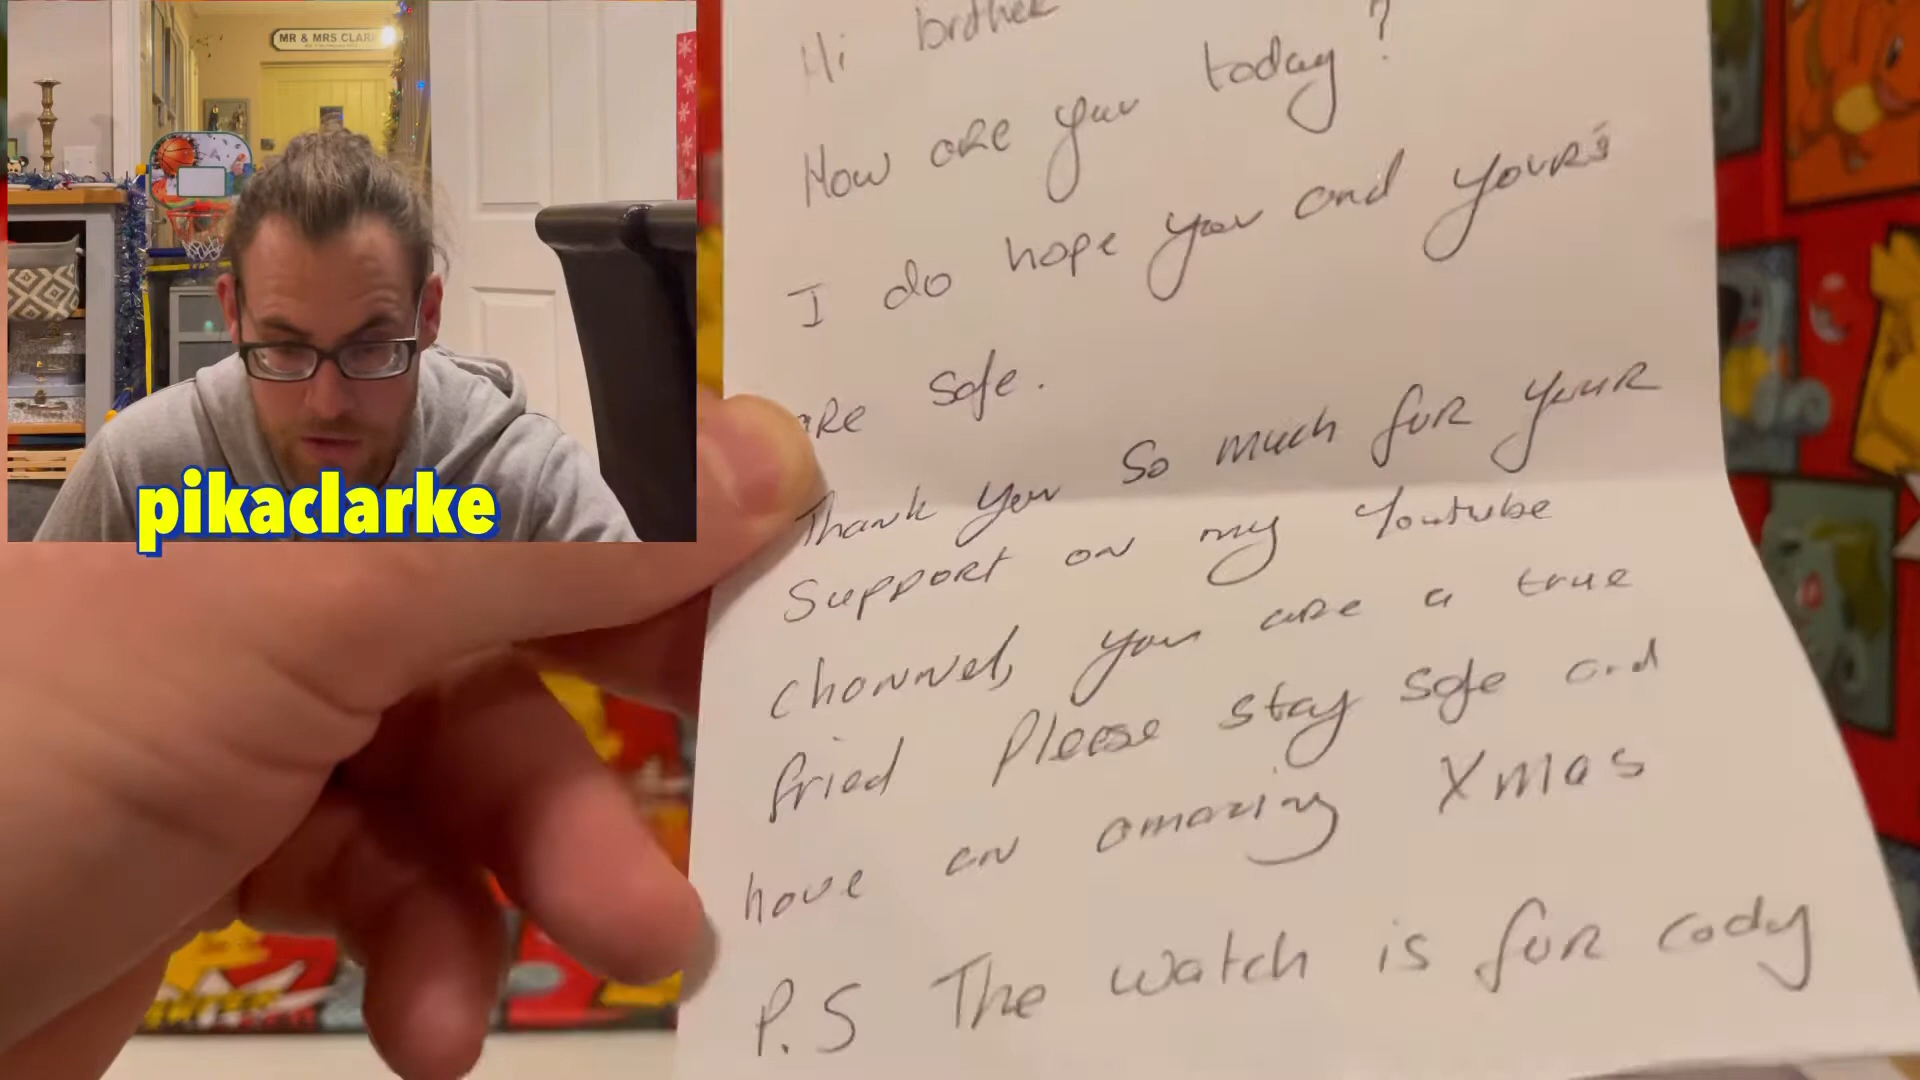 MR & MRS CLARK
pikaclarke
Hi brother
How are you today?
I do hope you and your's
are safe.
Thank you so much for your
Support on my Youtube
channel, you are a true
fried Please stay safe and
have an amazing Xmas
P.S The watch is for cody